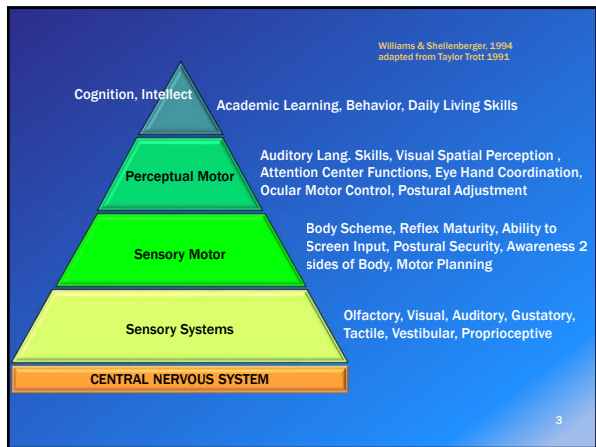 Williams & Shellenberger, 1994
adapted from Taylor Trott 1991
Cognition, Intellect
Academic Learning, Behavior, Daily Living Skills
Perceptual Motor
Auditory Lang. Skills, Visual Spatial Perception ,
Attention Center Functions, Eye Hand Coordination,
Ocular Motor Control, Postural Adjustment
Sensory Motor
Body Scheme, Reflex Maturity, Ability to
Screen Input, Postural Security, Awareness 2
sides of Body, Motor Planning
Sensory Systems
Olfactory, Visual, Auditory, Gustatory,
Tactile, Vestibular, Proprioceptive
CENTRAL NERVOUS SYSTEM
3